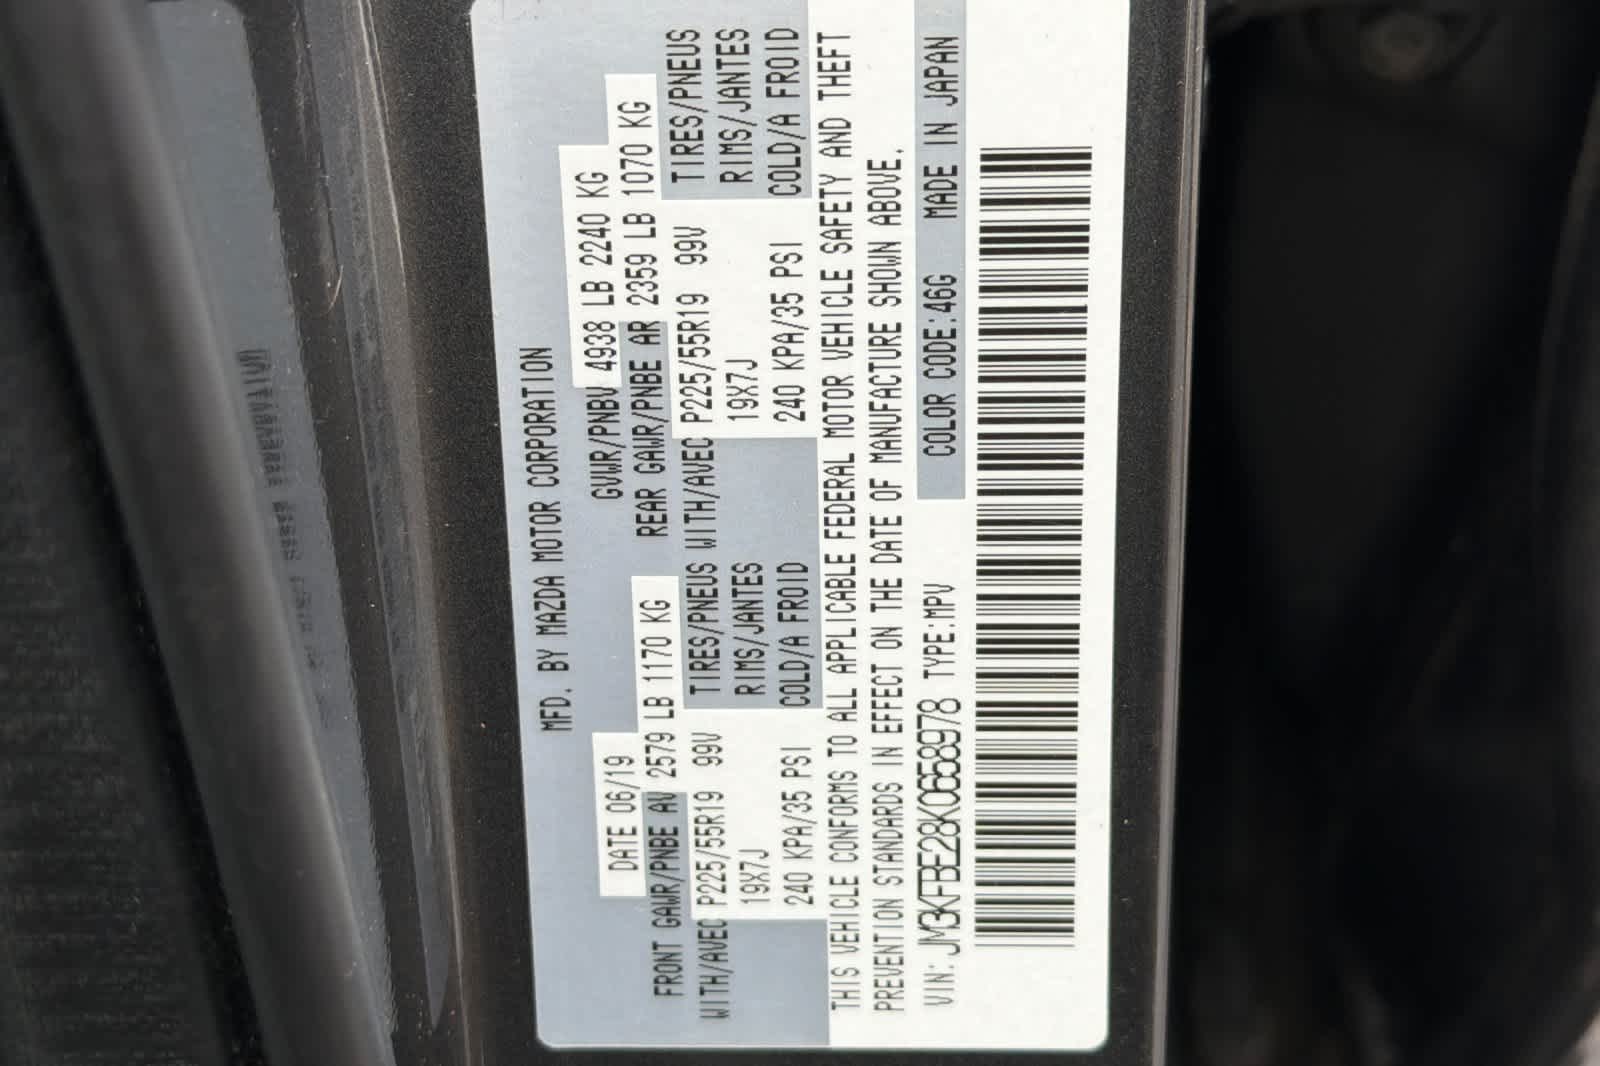 MFD. BY MAZDA MOTOR CORPORATION
DATE 06/19 GVWR/PNBV 4938 LB 2240 KG
FRONT GAWR/PNBE AV 2579 LB 1170 KG REAR GAWR/PNBE AR 2359 LB 1070 KG
WITH/AVEC P225/55R19 99V TIRES/PNEUS WITH/AVEC P225/55R19 99V TIRES/PNEUS
19X7J RIMS/JANTES 19X7J RIMS/JANTES
240 KPA/35 PSI COLD/A FROID 240 KPA/35 PSI COLD/A FROID
THIS VEHICLE CONFORMS TO ALL APPLICABLE FEDERAL MOTOR VEHICLE SAFETY AND THEFT
PREVENTION STANDARDS IN EFFECT ON THE DATE OF MANUFACTURE SHOWN ABOVE.
VIN: JM3KFBE28K0658978 TYPE:MPV COLOR CODE:46G MADE IN JAPAN